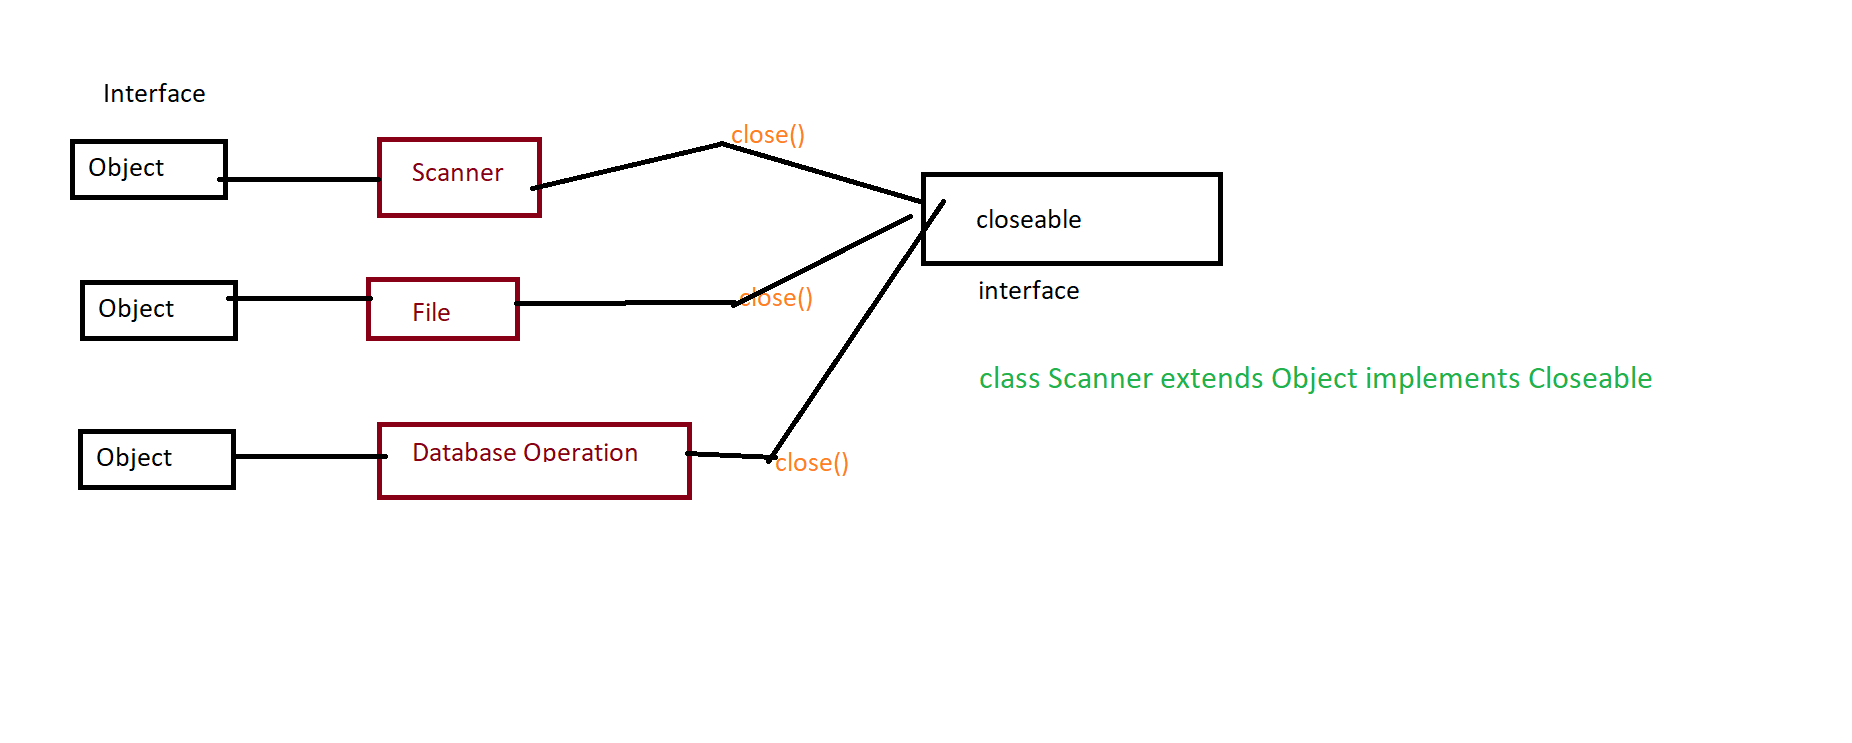 Interface
Object
Scanner
close()
closeable
interface
Object
File
close()
class Scanner extends Object implements Closeable
Object
Database Operation
close()